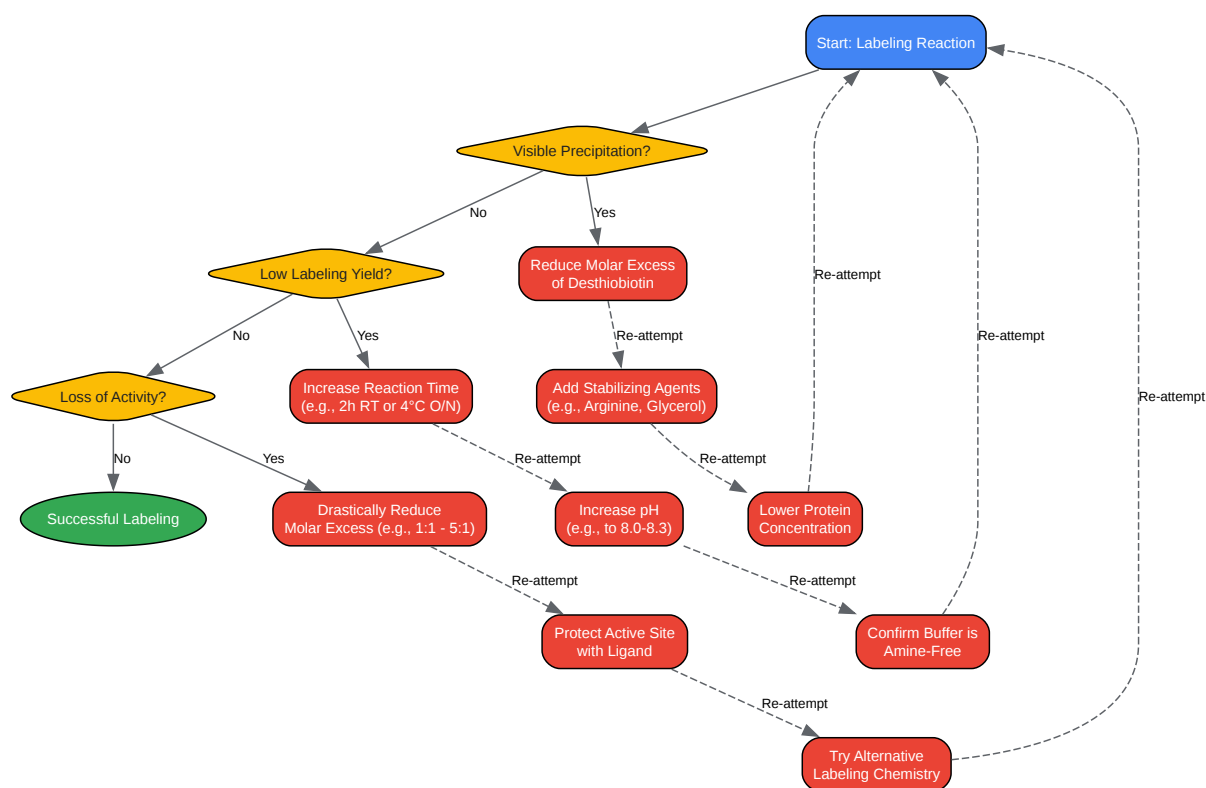 Start: Labeling Reaction
Visible Precipitation?
No
Yes
Reduce Molar Excess
of Desthiobiotin
Low Labeling Yield?
Re-attempt
Re-attempt
Re-attempt
No
Yes
Re-attempt
Increase Reaction Time
(e.g., 2h RT or 4°C O/N)
Add Stabilizing Agents
(e.g., Arginine, Glycerol)
Loss of Activity?
Re-attempt
No
Yes
Re-attempt
Re-attempt
Successful Labeling
Drastically Reduce
Molar Excess (e.g., 1:1 - 5:1)
Increase pH
(e.g., to 8.0-8.3)
Lower Protein
Concentration
Re-attempt
Re-attempt
Protect Active Site
with Ligand
Confirm Buffer is
Amine-Free
Re-attempt
Try Alternative
Labeling Chemistry